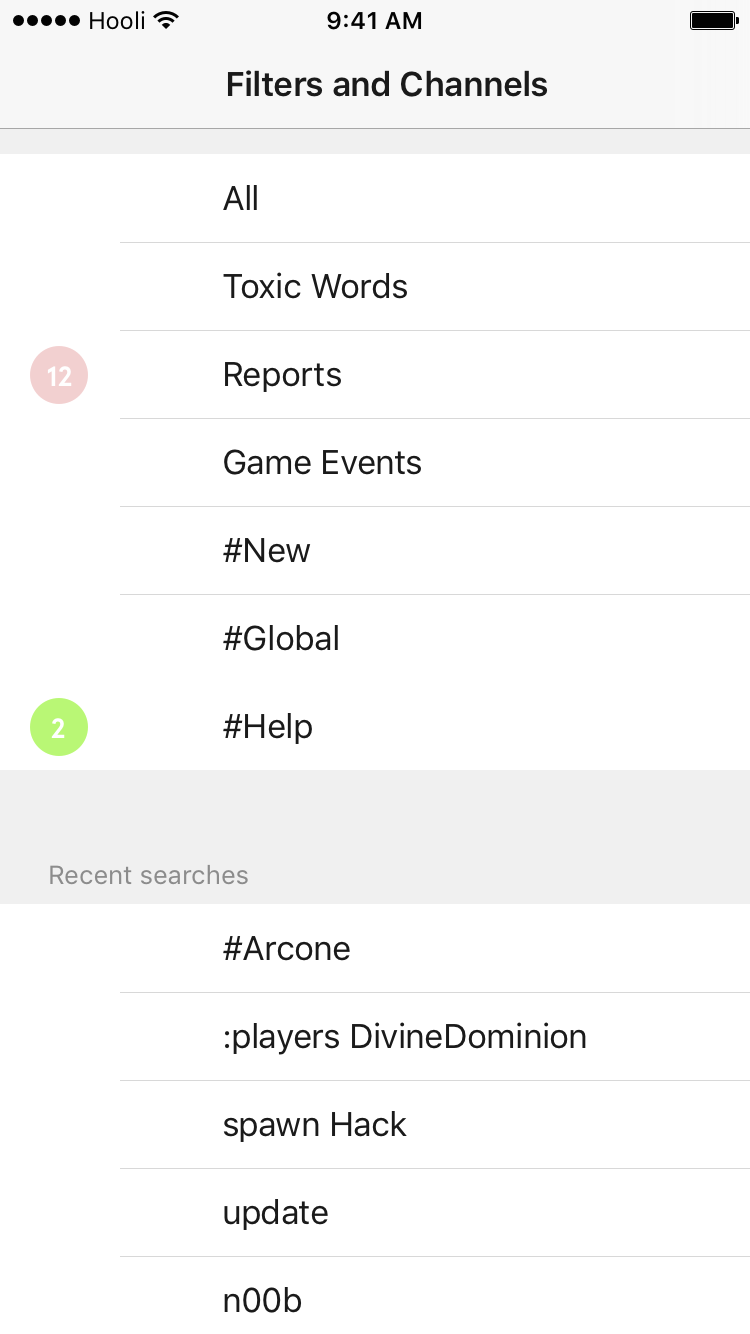 Hooli 9:41 AM
Filters and Channels
All
Toxic Words
12 Reports
Game Events
#New
#Global
2 #Help
Recent searches
#Arcone
:players DivineDominion
spawn Hack
update
n00b